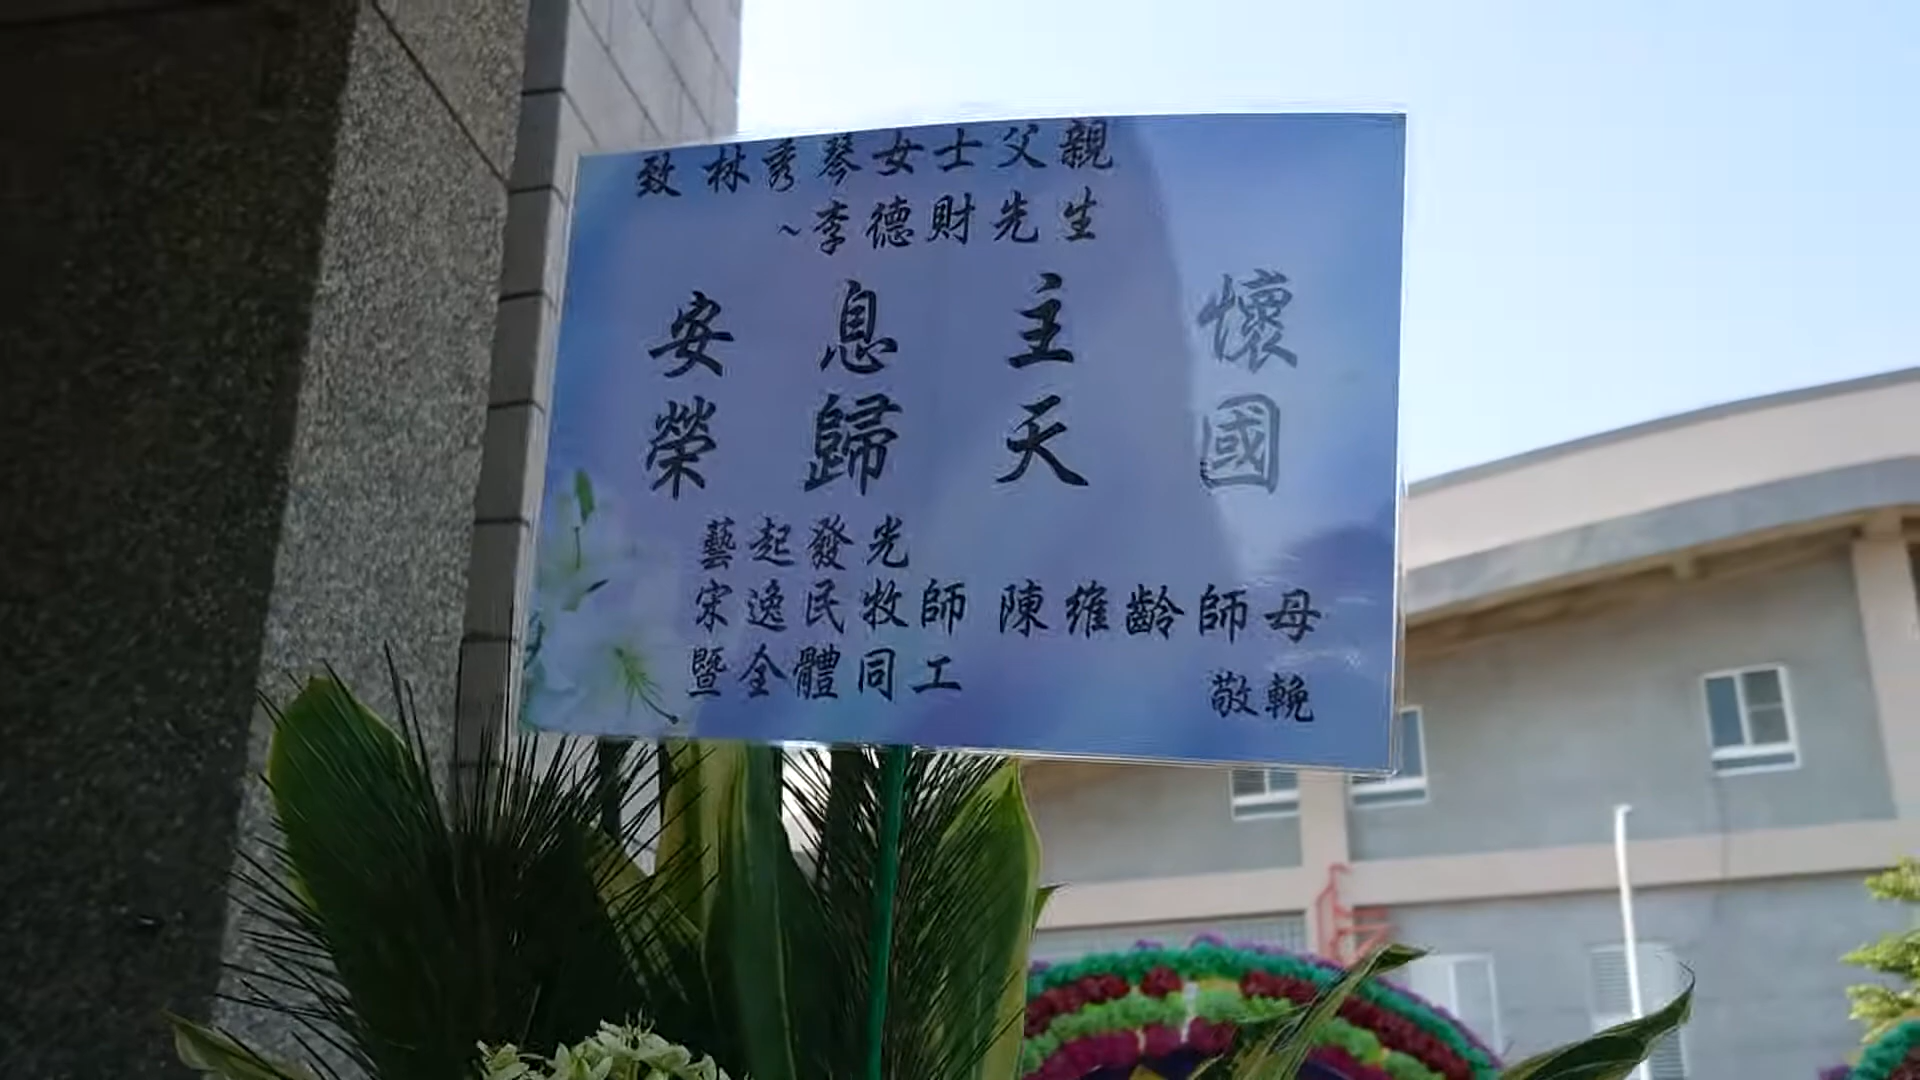 致林秀琴女士父親
~李德財先生
安息主懷
榮歸天國
藝起發光
宋逸民牧師 陳維齡師母
暨全體同工 敬輓